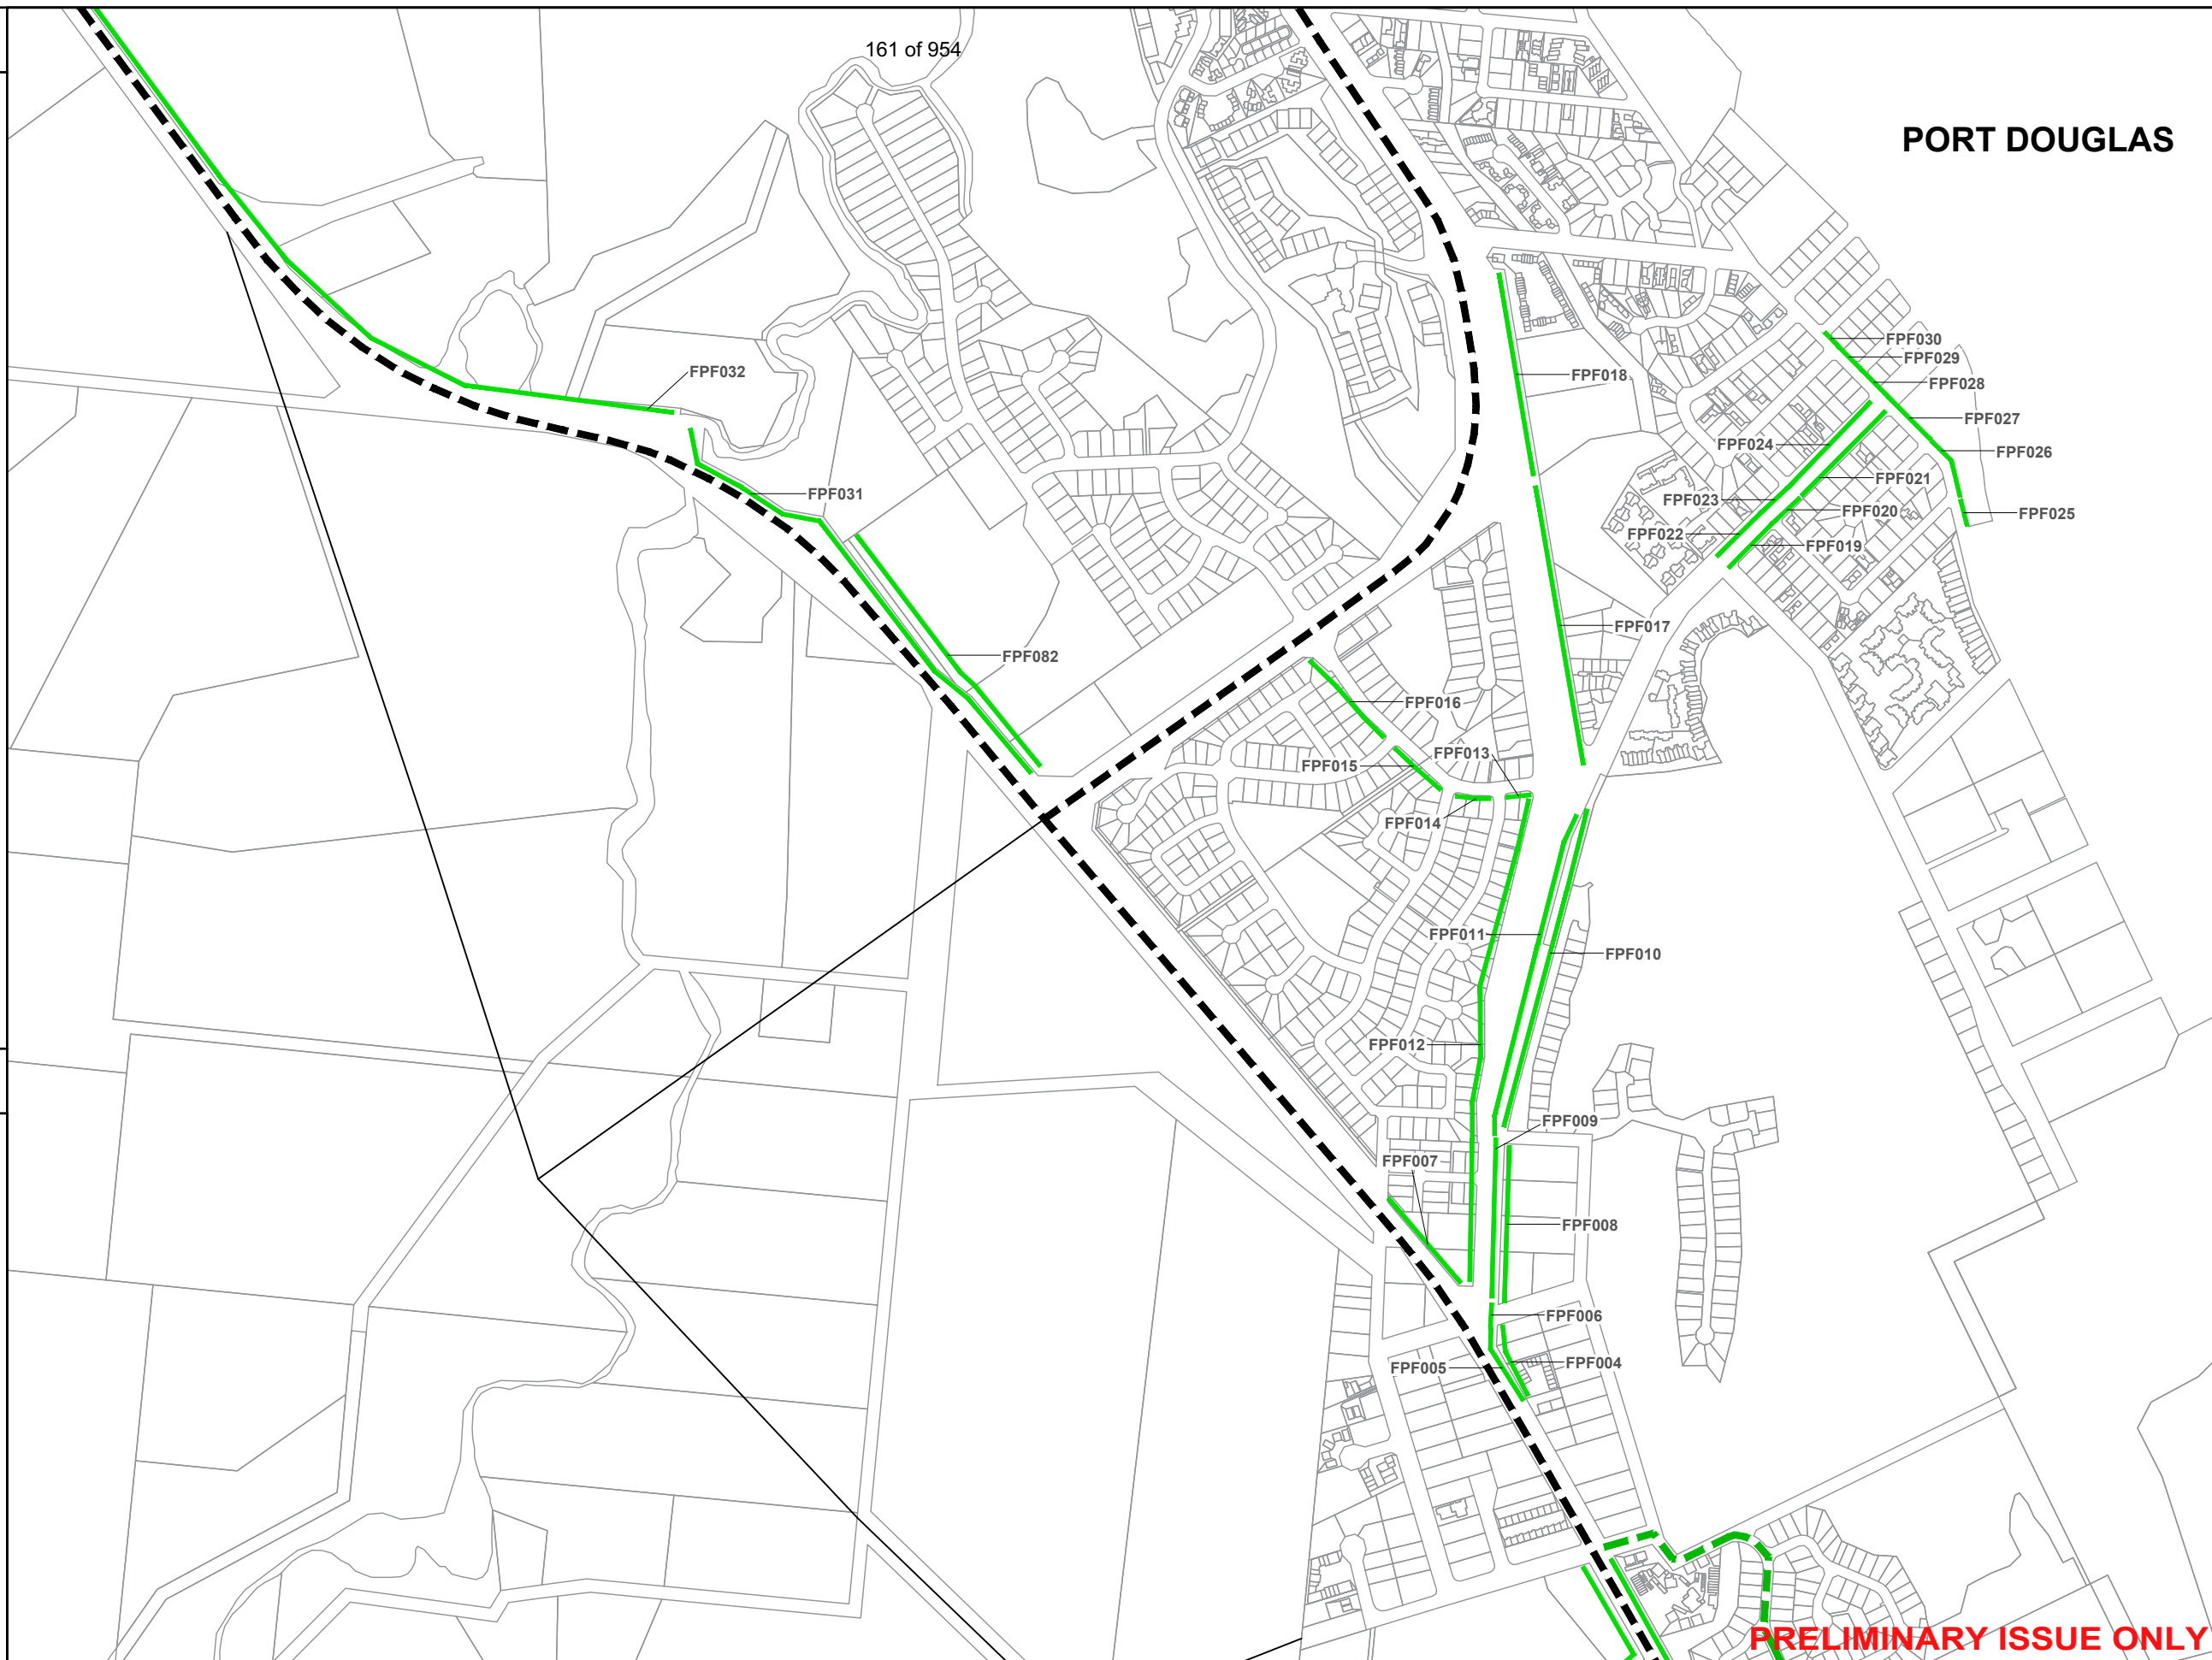 161 of 954
PORT DOUGLAS
FPF030
FPF029
FPF032
FPF018
FPF028
FPF027
FPF024
FPF026
FPF021
FPF031
FPF023
FPF020
FPF025
FPF022
FPF019
FPF017
FPF082
FPF016
FPF013
FPF015
FPF014
FPF011
FPF010
FPF012
FPF009
FPF007
FPF008
FPF006
FPF004
FPF005
PRELIMINARY ISSUE ONLY